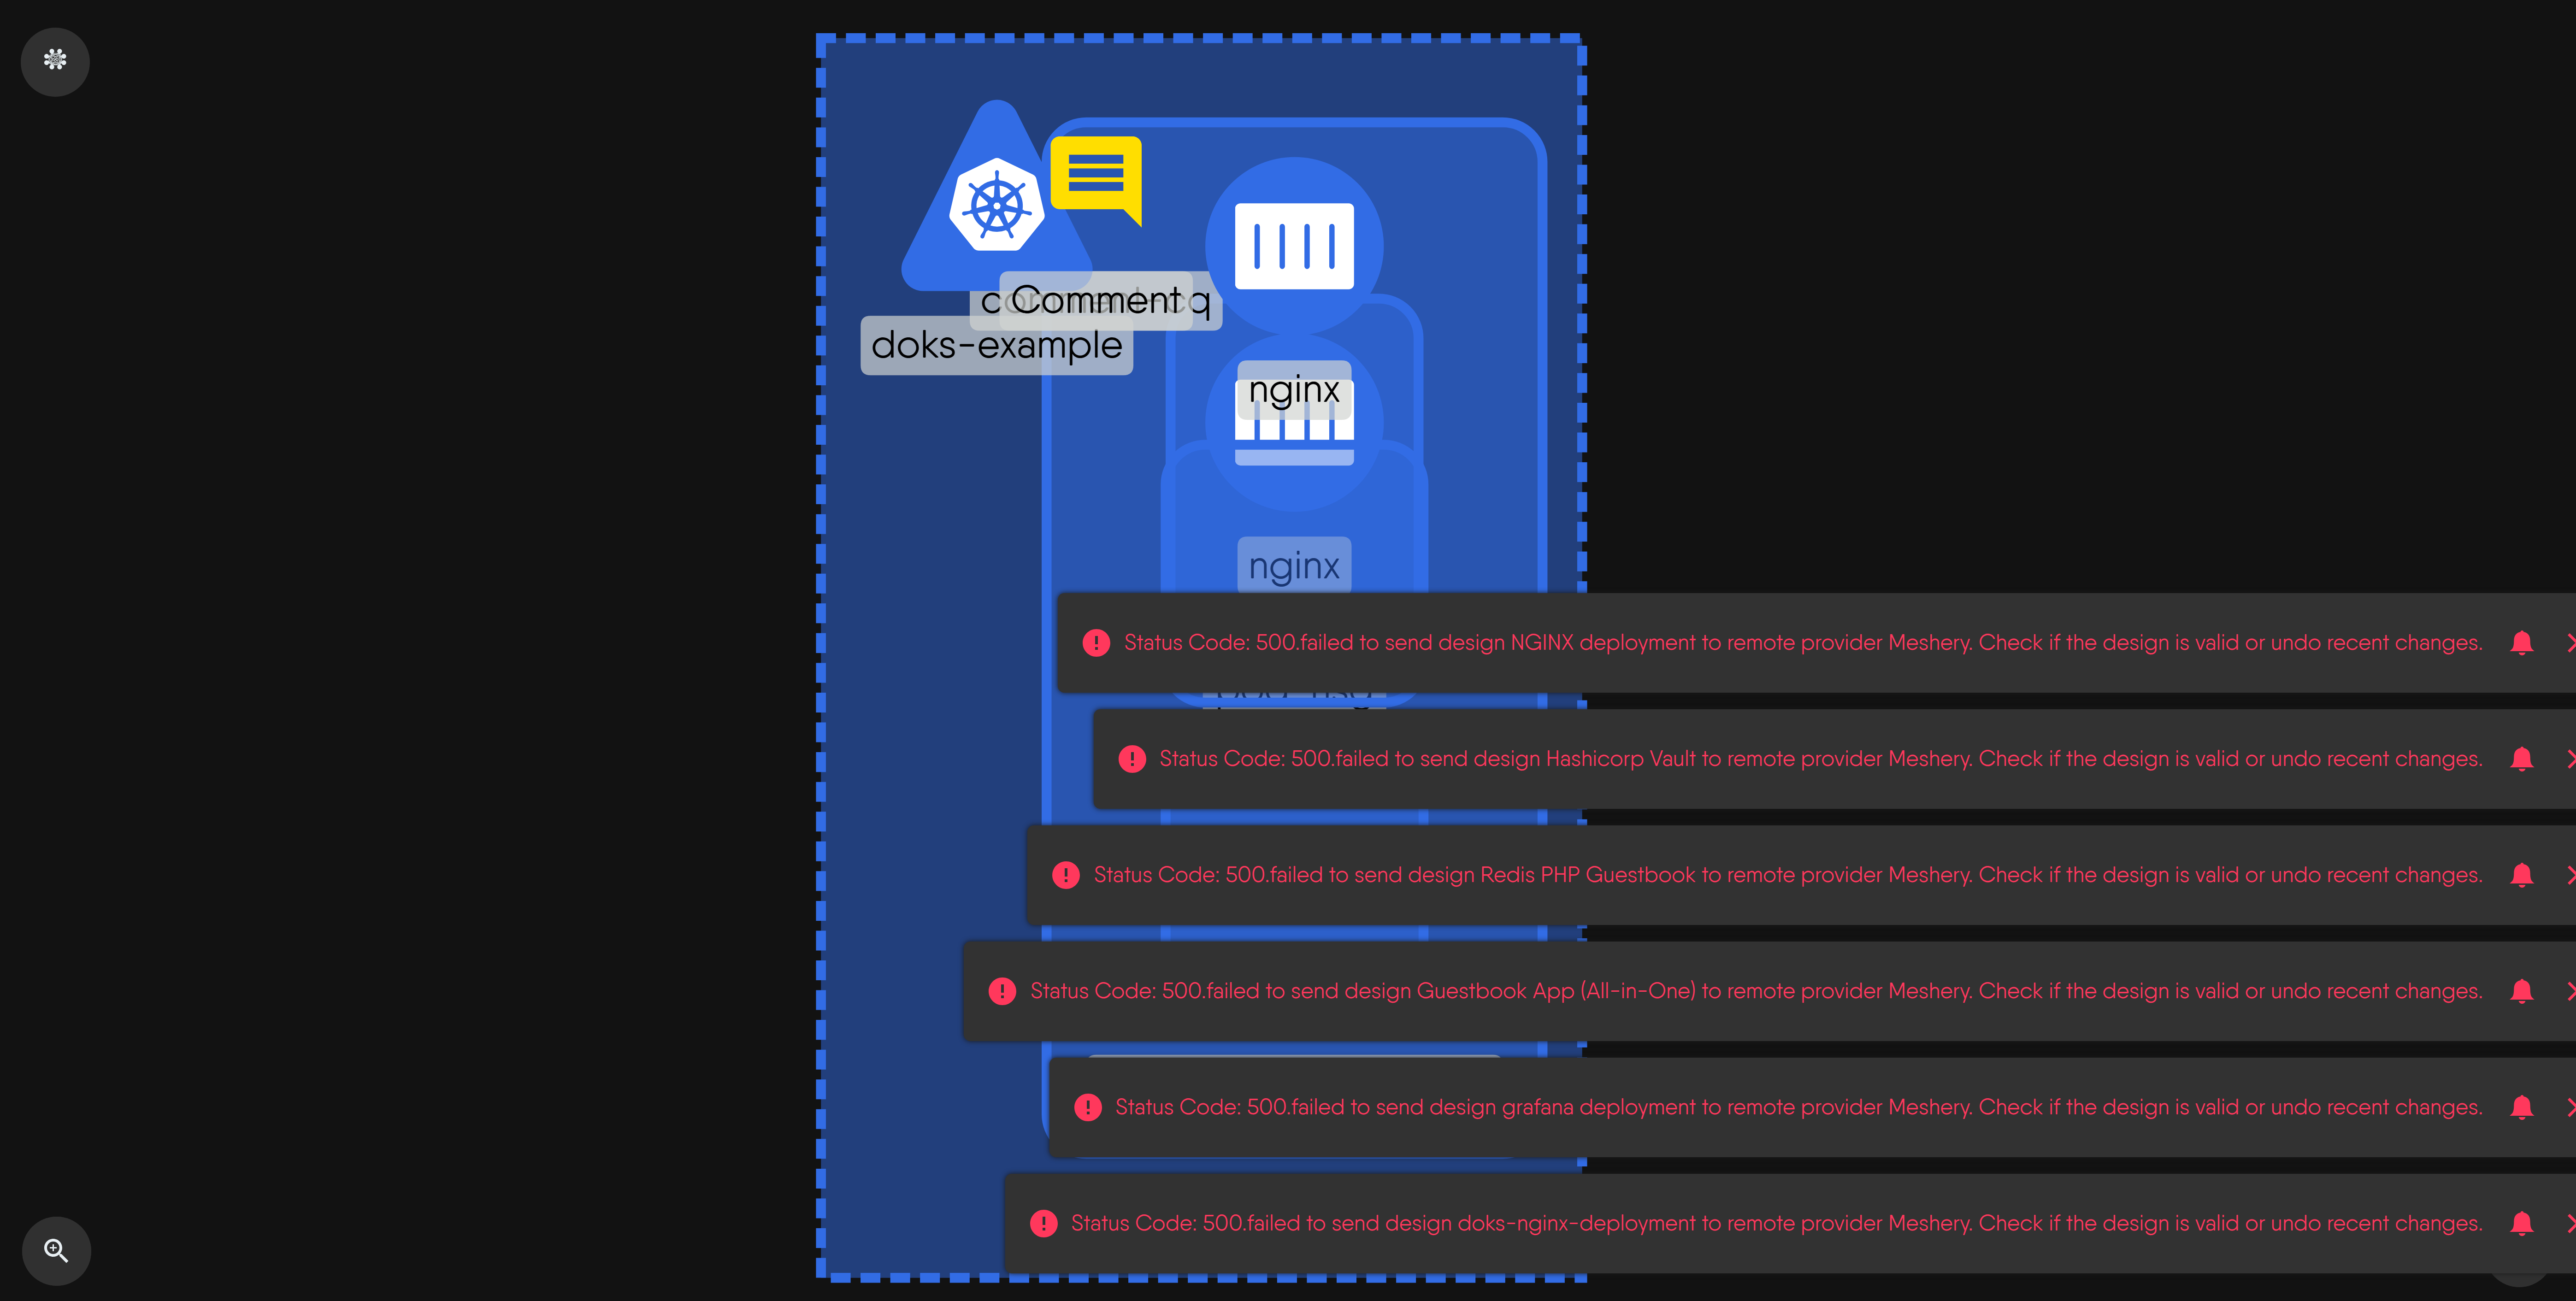 Comment
doks-example
nginx
nginx
Status Code: 500.failed to send design NGINX deployment to remote provider Meshery. Check if the design is valid or undo recent changes.
Status Code: 500.failed to send design Hashicorp Vault to remote provider Meshery. Check if the design is valid or undo recent changes.
Status Code: 500.failed to send design Redis PHP Guestbook to remote provider Meshery. Check if the design is valid or undo recent changes.
Status Code: 500.failed to send design Guestbook App (All-in-One) to remote provider Meshery. Check if the design is valid or undo recent changes.
Status Code: 500.failed to send design grafana deployment to remote provider Meshery. Check if the design is valid or undo recent changes.
Status Code: 500.failed to send design doks-nginx-deployment to remote provider Meshery. Check if the design is valid or undo recent changes.